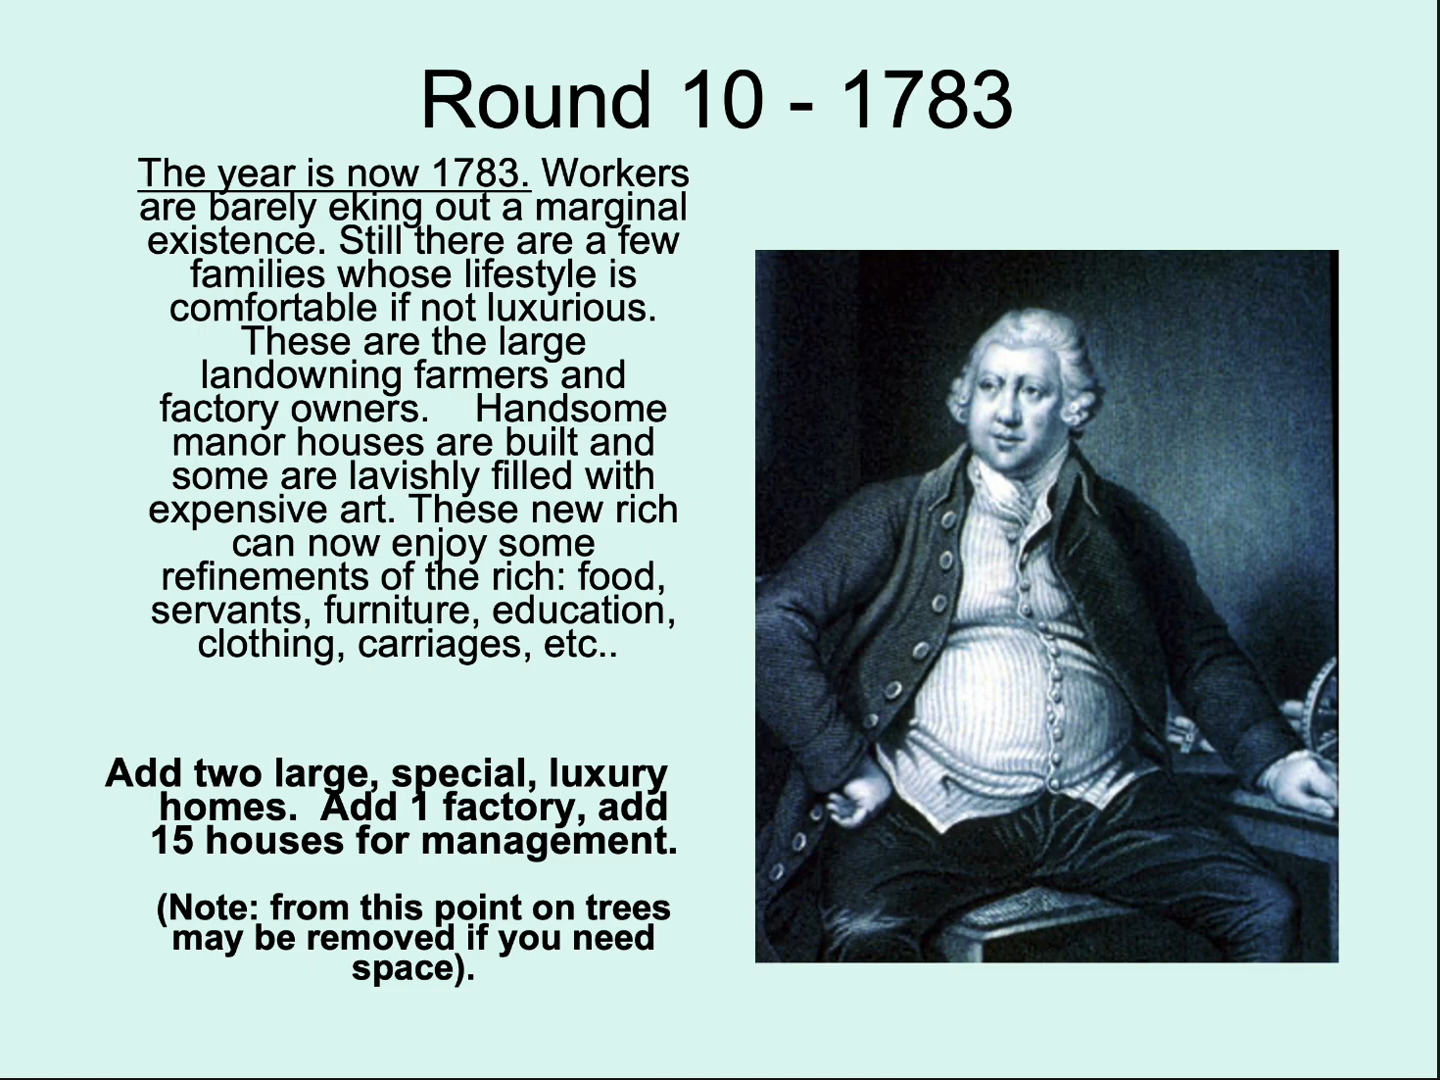 Round 10 - 1783
The year is now 1783. Workers
are barely eking out a marginal
existence. Still there are a few
families whose lifestyle is
comfortable if not luxurious.
These are the large
landowning farmers and
factory owners. Handsome
manor houses are built and
some are lavishly filled with
expensive art. These new rich
can now enjoy some
refinements of the rich: food,
servants, furniture, education,
clothing, carriages, etc..
Add two large, special, luxury
homes. Add 1 factory, add
15 houses for management.
(Note: from this point on trees
may be removed if you need
space).